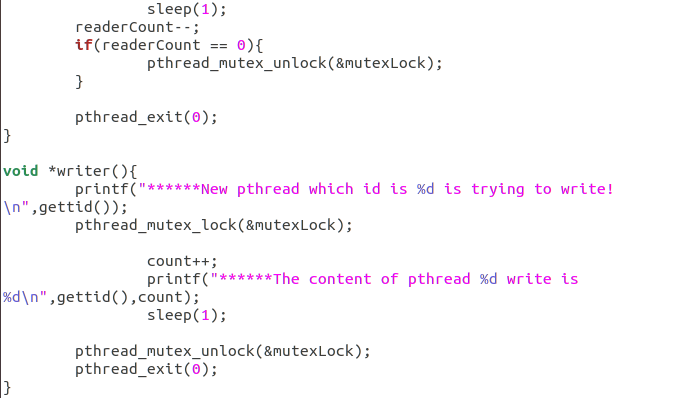 sleep(1);
        readerCount--;
        if(readerCount == 0){
                pthread_mutex_unlock(&mutexLock);
        }

        pthread_exit(0);
}

void *writer(){
        printf("******New pthread which id is %d is trying to write!
\n",gettid());
        pthread_mutex_lock(&mutexLock);

                count++;
                printf("******The content of pthread %d write is
%d\n",gettid(),count);
                sleep(1);

        pthread_mutex_unlock(&mutexLock);
        pthread_exit(0);
}